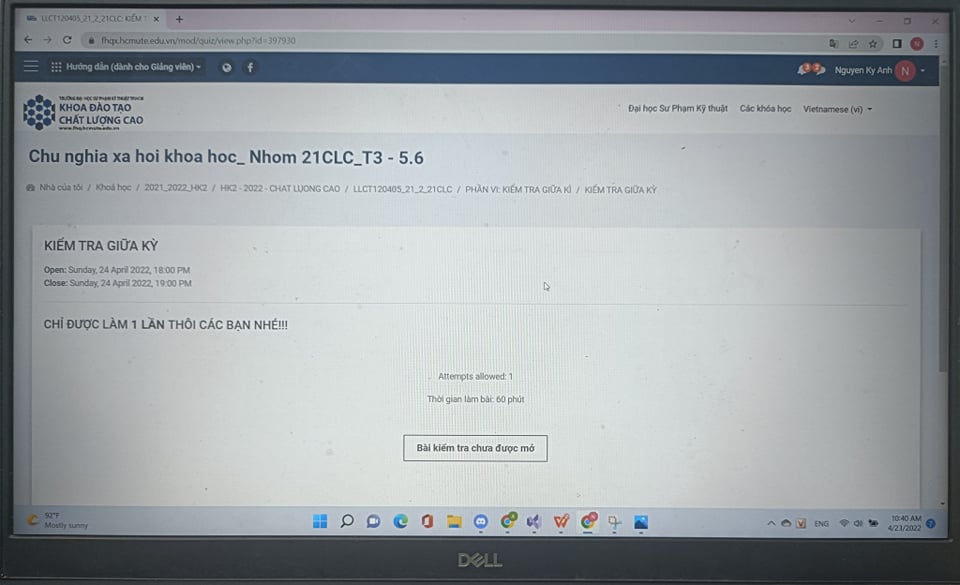 LLCT120405_21_2_21CLC: KIỂM T
fhqx.hcmute.edu.vn/mod/quiz/view.php?id=397930
N
Hướng dẫn (dành cho Giảng viên)
Nguyen Ky Anh N
TRƯỜNG ĐẠI HỌC SƯ PHẠM KỸ THUẬT TP.HCM
KHOA ĐÀO TẠO
CHẤT LƯỢNG CAO
www.fhq.hcmute.edu.vn
Đại học Sư Phạm Kỹ thuật Các khóa học Vietnamese (vi)
Chu nghia xa hoi khoa hoc_ Nhom 21CLC_T3 - 5.6
Nhà của tôi / Khoá học / 2021_2022_HK2 / HK2 - 2022 - CHẤT LƯỢNG CAO / LLCT120405_21_2_21CLC / PHẦN VI: KIỂM TRA GIỮA KÌ / KIỂM TRA GIỮA KỲ
KIỂM TRA GIỮA KỲ
Open: Sunday, 24 April 2022, 18:00 PM
Close: Sunday, 24 April 2022, 19:00 PM
CHỈ ĐƯỢC LÀM 1 LẦN THÔI CÁC BẠN NHÉ!!!
Attempts allowed: 1
Thời gian làm bài: 60 phút
Bài kiểm tra chưa được mở
92°F
Mostly sunny
ENG
10:40 AM
4/23/2022
DELL